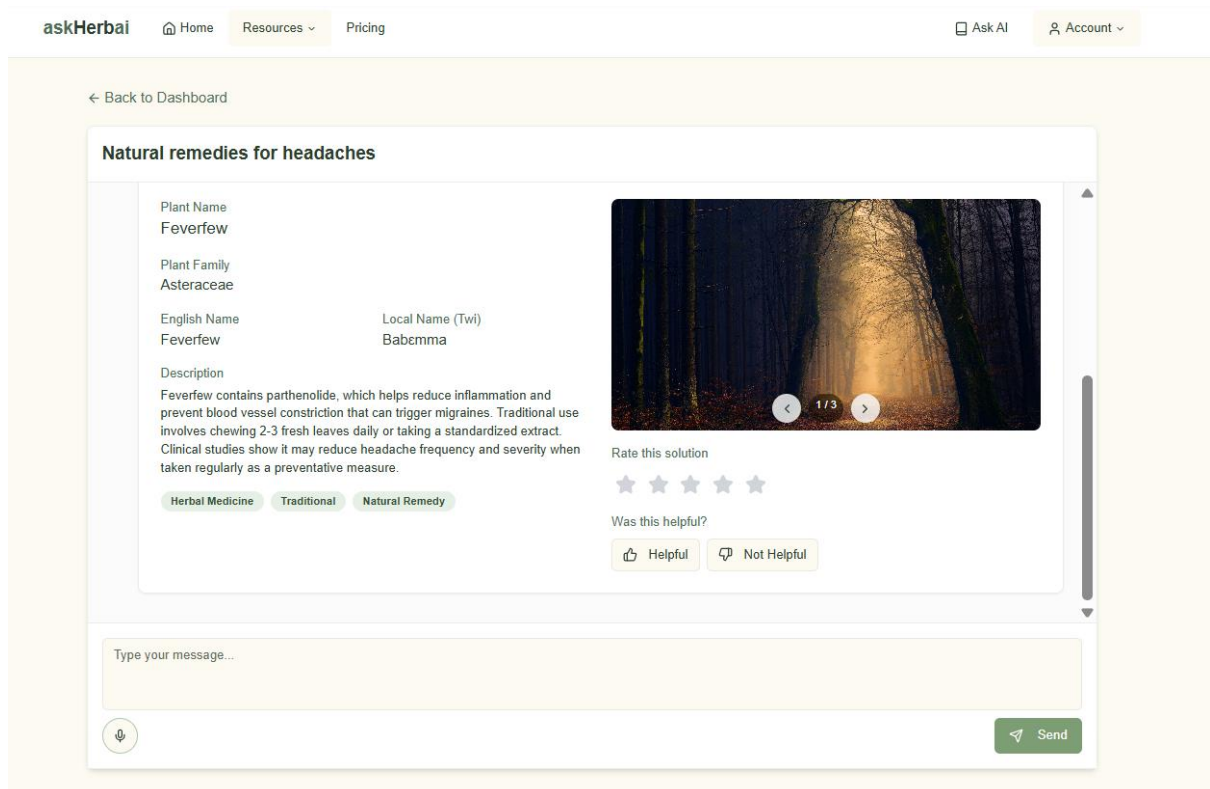 askHerbai
Home
Resources
Pricing
Ask AI
Account
← Back to Dashboard
Natural remedies for headaches
Plant Name
Feverfew
Plant Family
Asteraceae
English Name
Feverfew
Local Name (Twi)
Babɛmma
Description
Feverfew contains parthenolide, which helps reduce inflammation and
prevent blood vessel constriction that can trigger migraines. Traditional use
involves chewing 2-3 fresh leaves daily or taking a standardized extract.
Clinical studies show it may reduce headache frequency and severity when
taken regularly as a preventative measure.
Herbal Medicine
Traditional
Natural Remedy
1 / 3
Rate this solution
Was this helpful?
Helpful
Not Helpful
Type your message...
Send